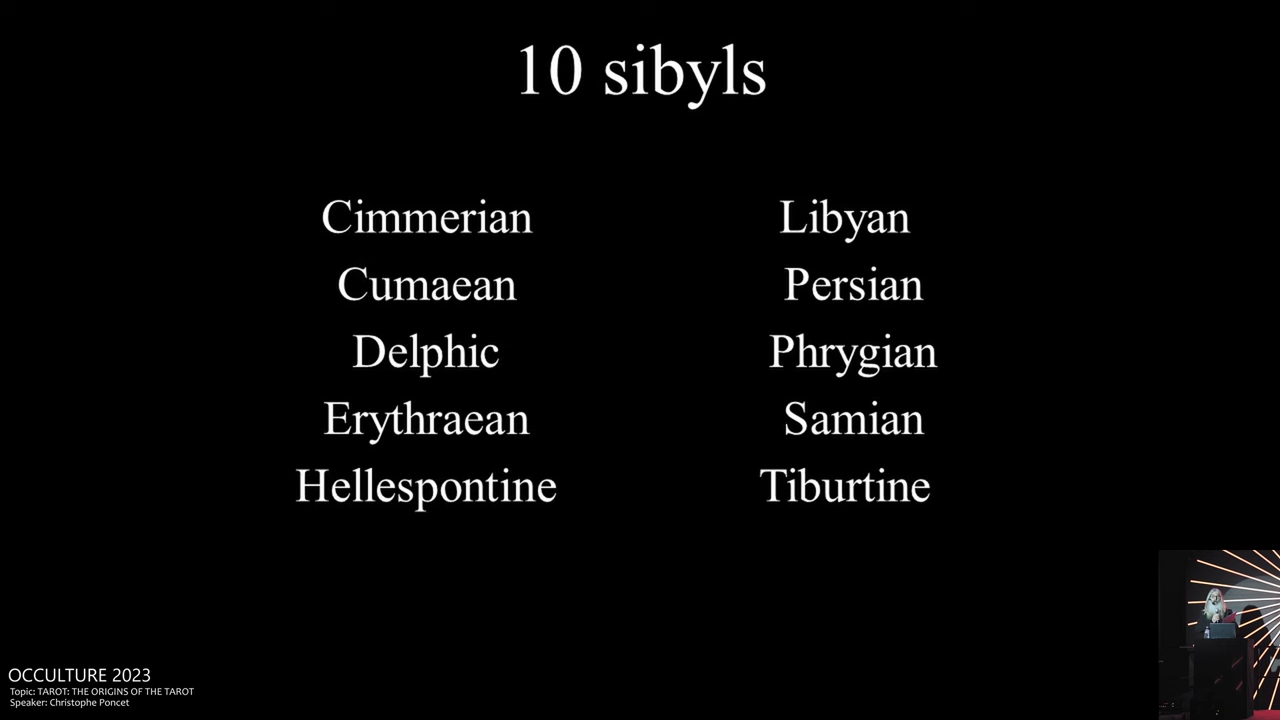 10 sibyls
Cimmerian
Cumaean
Delphic
Erythraean
Hellespontine
Libyan
Persian
Phrygian
Samian
Tiburtine
OCCULTURE 2023
Topic: TAROT: THE ORIGINS OF THE TAROT
Speaker: Christophe Poncet